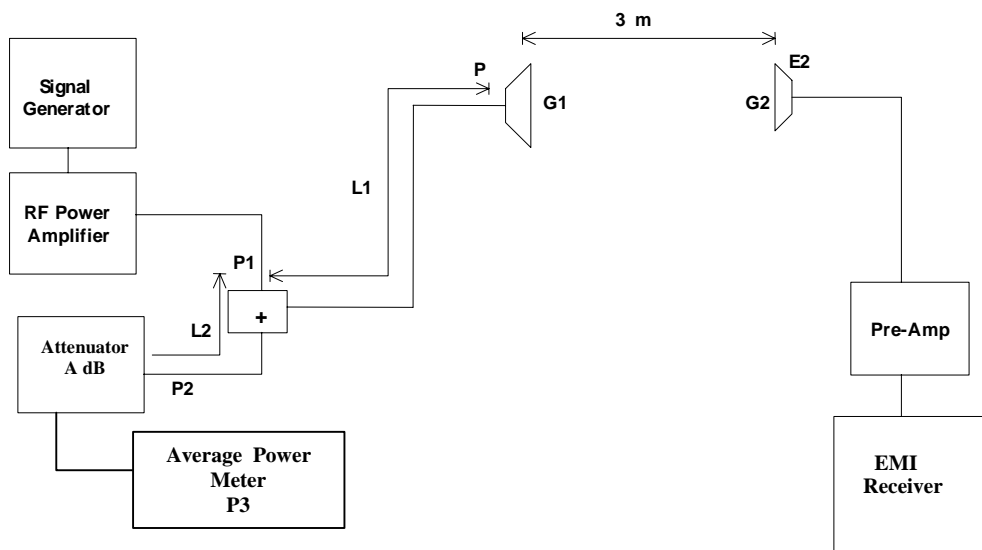 3 m
Signal
Generator
P
E2
G1
G2
L1
RF Power
Amplifier
P1
+
L2
Attenuator
A dB
P2
Pre-Amp
Average Power
Meter
P3
EMI
Receiver